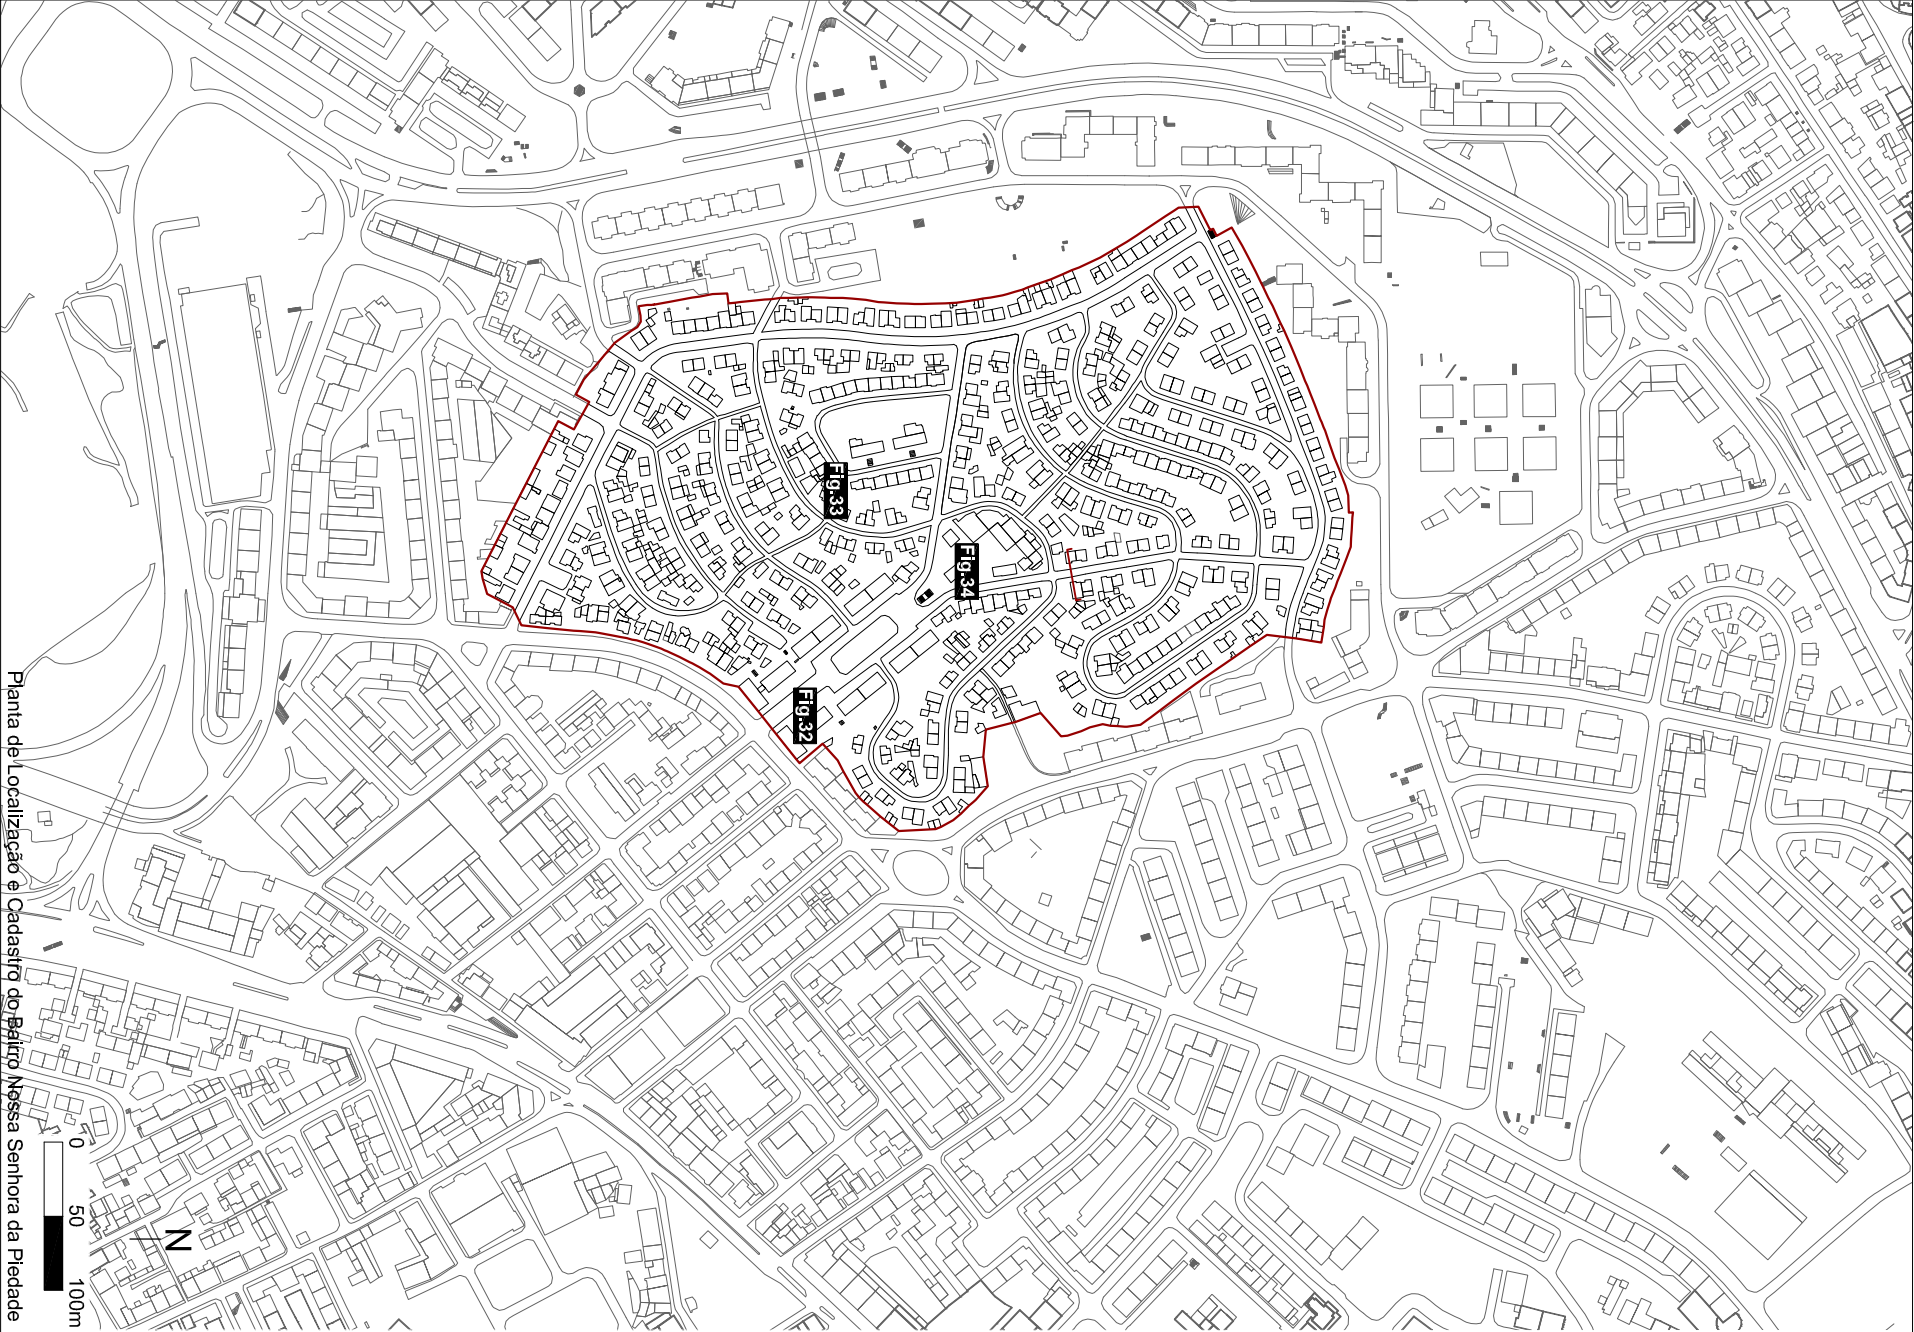 Fig.33
Fig.34
Fig.32
N
0 50 100m
Planta de Localização e Cadastro do Bairro Nossa Senhora da Piedade